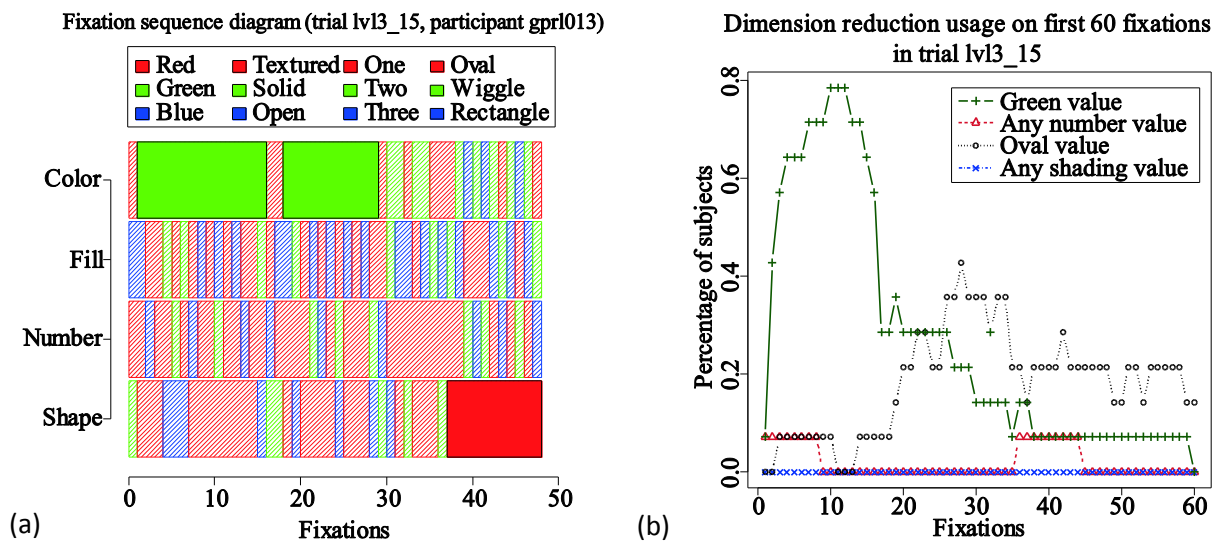 Fixation sequence diagram (trial lvl3_15, participant gprl013)
Red Textured One Oval
Green Solid Two Wiggle
Blue Open Three Rectangle
Color
Fill
Number
Shape
0 10 20 30 40 50
Fixations
(a)
Dimension reduction usage on first 60 fixations
in trial lvl3_15
Green value
Any number value
Oval value
Any shading value
Percentage of subjects
0.8
0.6
0.4
0.2
0.0
0 10 20 30 40 50 60
Fixations
(b)